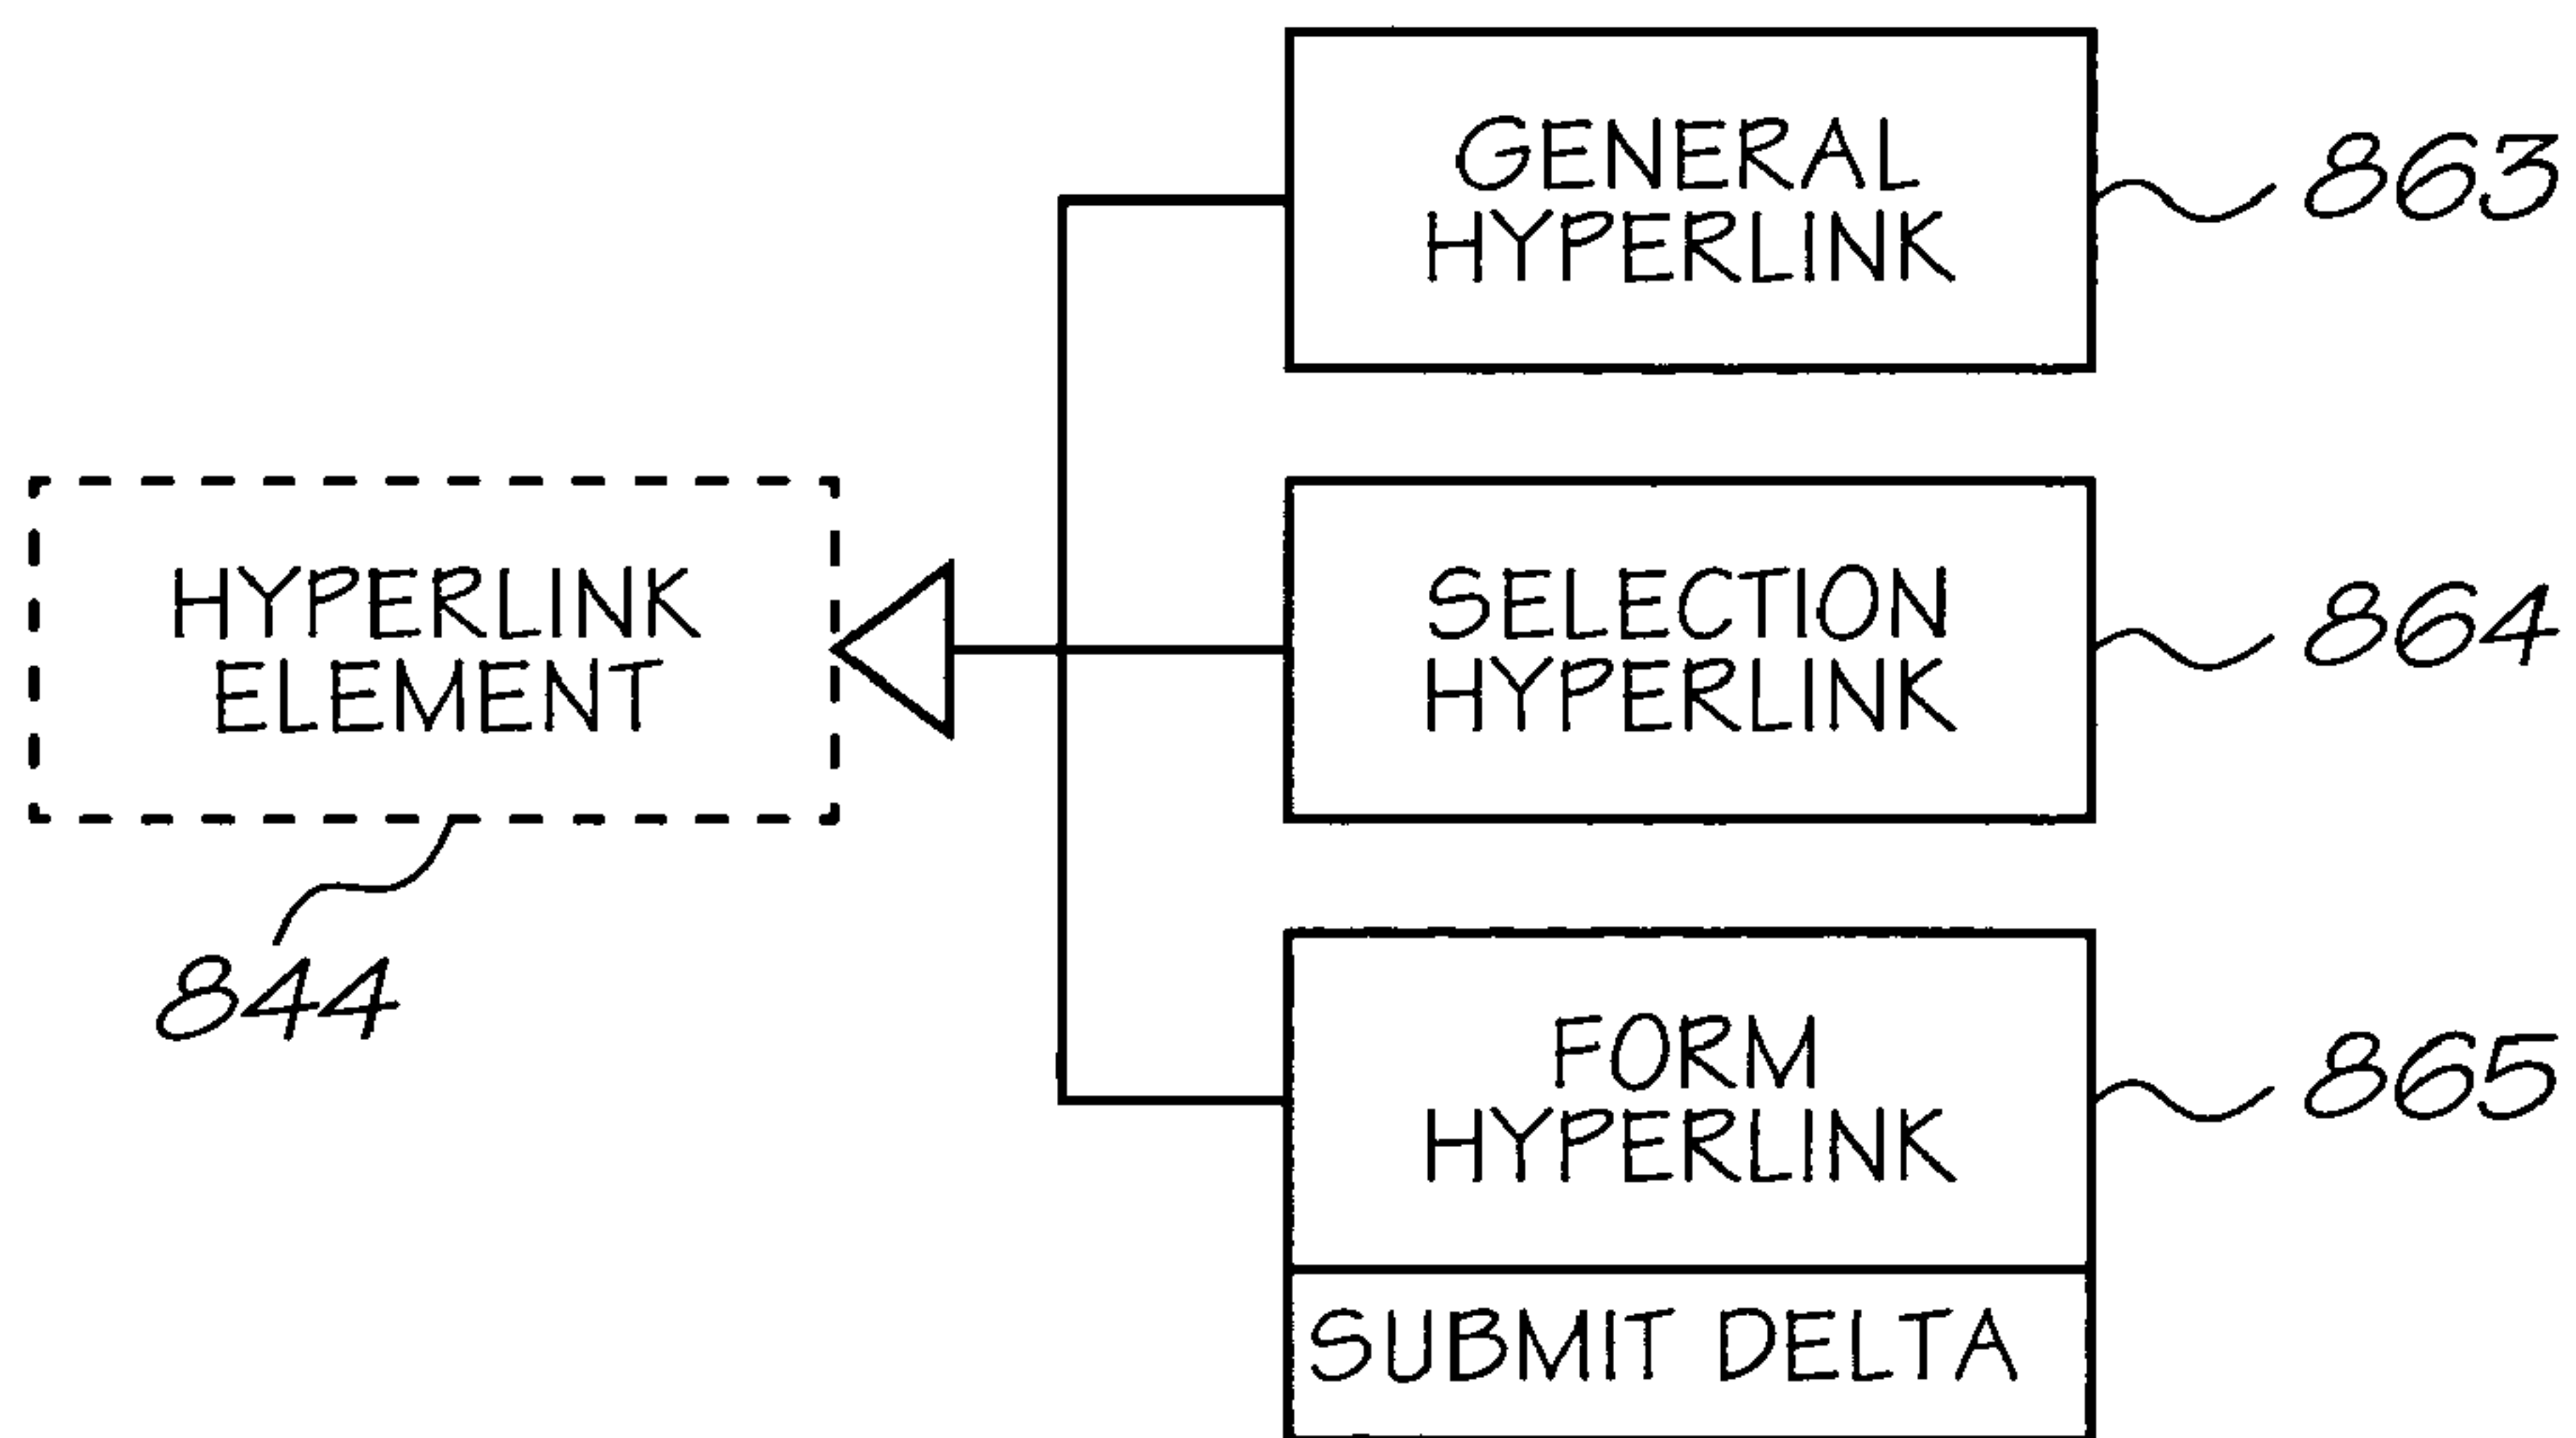 GENERAL
HYPERLINK
863
HYPERLINK
ELEMENT
844
SELECTION
HYPERLINK
864
FORM
HYPERLINK
865
SUBMIT DELTA